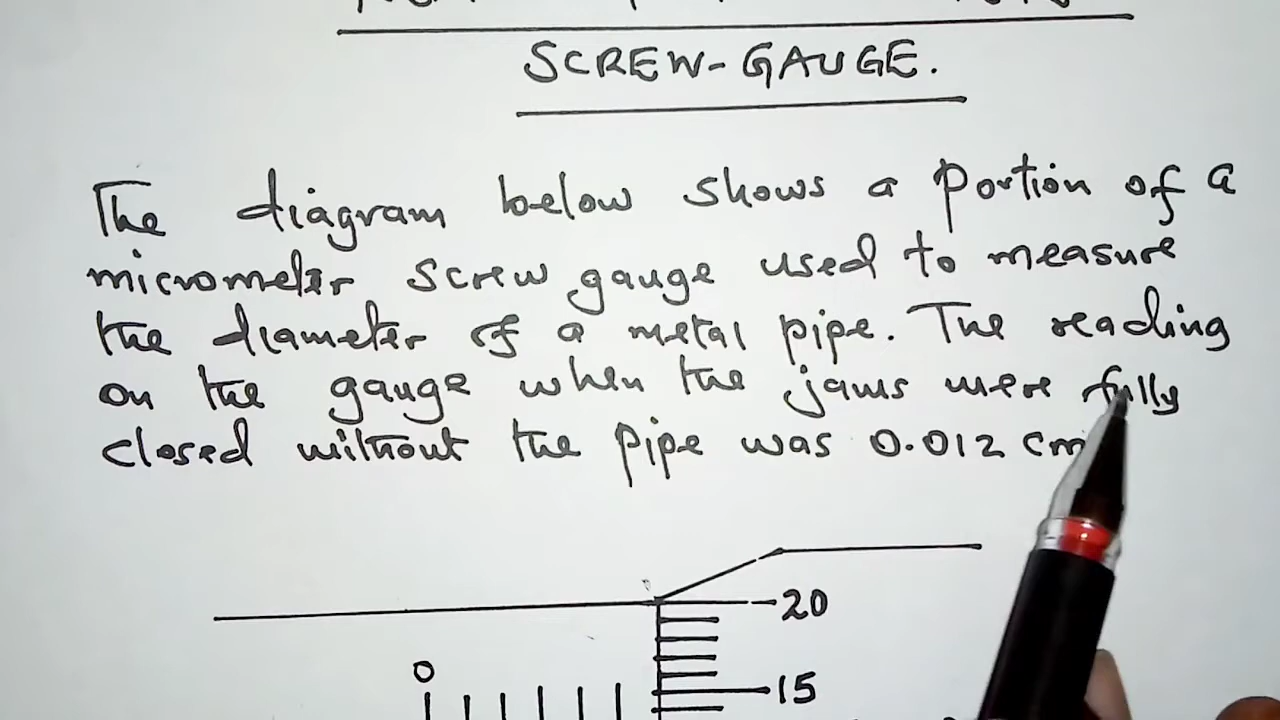 SCREW-GAUGE.
The diagram below shows a portion of a
micrometer screw gauge used to measure
the diameter of a metal pipe. The reading
on the gauge when the jaws were fully
closed without the pipe was 0.012 cm
20
0
15